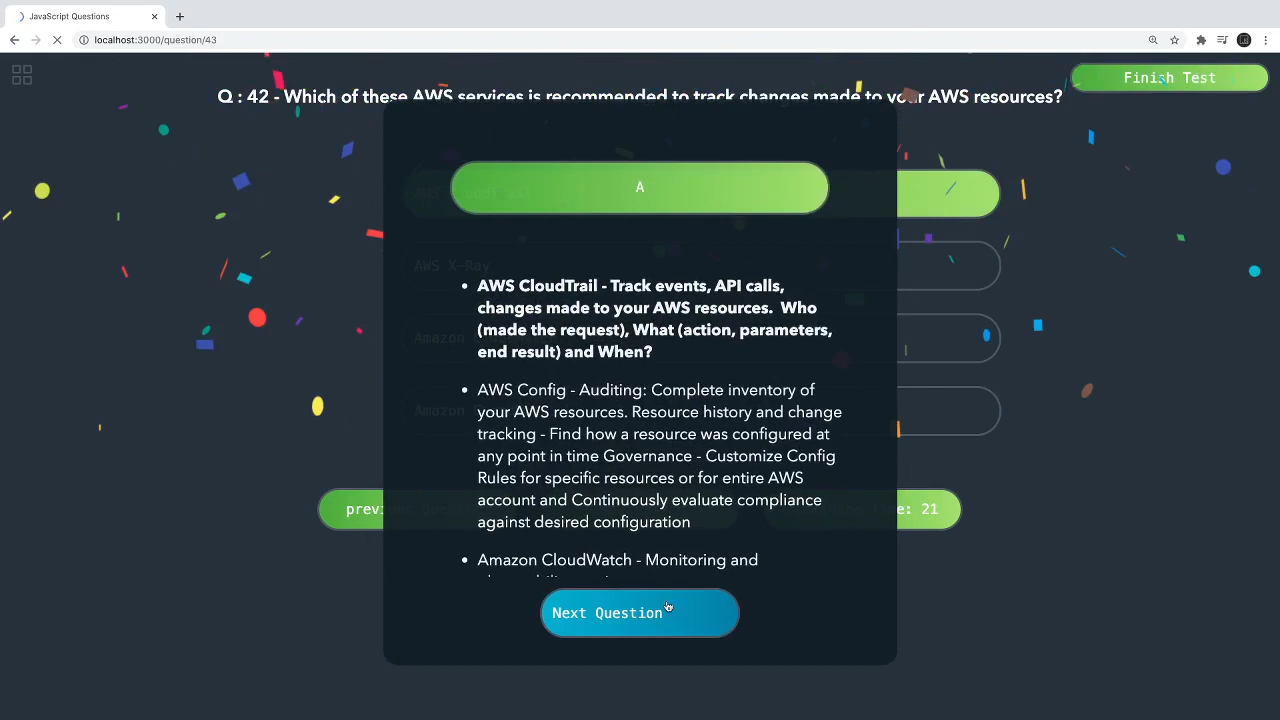 JavaScript Questions
localhost:3000/question/43
Finish Test
Q : 42 - Which of these AWS services is recommended to track changes made to your AWS resources?
A
AWS X-Ray
• AWS CloudTrail - Track events, API calls,
changes made to your AWS resources.  Who
(made the request), What (action, parameters,
end result) and When?
• AWS Config - Auditing: Complete inventory of
your AWS resources. Resource history and change
tracking - Find how a resource was configured at
any point in time Governance - Customize Config
Rules for specific resources or for entire AWS
account and Continuously evaluate compliance
against desired configuration
Amazon
: 21
• Amazon CloudWatch - Monitoring and
Next Question